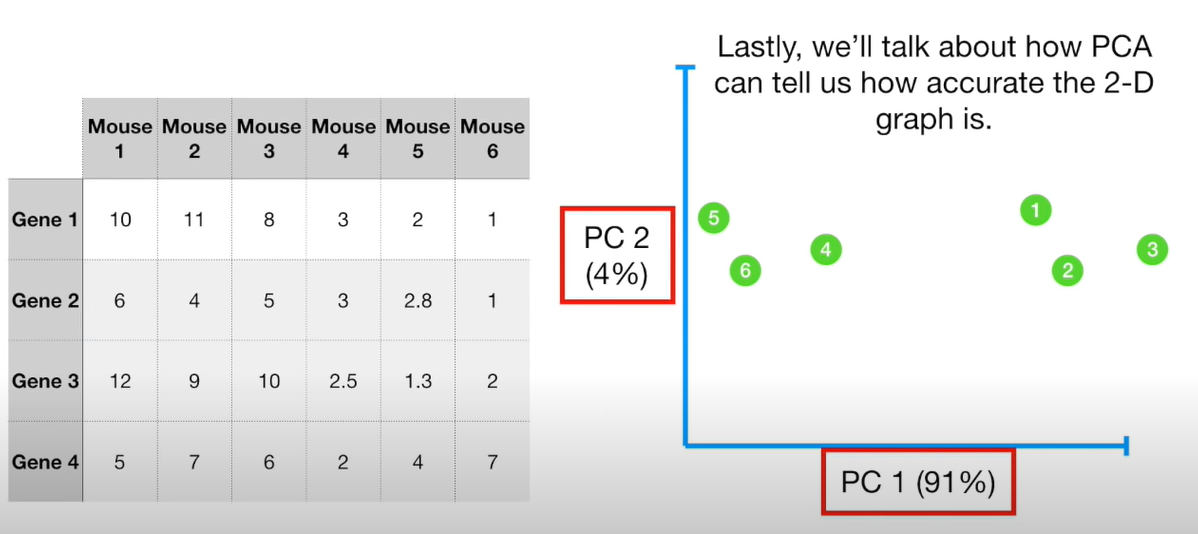 Lastly, we'll talk about how PCA
can tell us how accurate the 2-D
graph is.
Mouse 1 Mouse 2 Mouse 3 Mouse 4 Mouse 5 Mouse 6
Gene 1 10 11 8 3 2 1
Gene 2 6 4 5 3 2.8 1
Gene 3 12 9 10 2.5 1.3 2
Gene 4 5 7 6 2 4 7
PC 2
(4%)
5
6
4
1
2
3
PC 1 (91%)